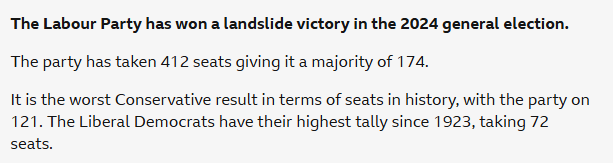 The Labour Party has won a landslide victory in the 2024 general election.
The party has taken 412 seats giving it a majority of 174.
It is the worst Conservative result in terms of seats in history, with the party on
121. The Liberal Democrats have their highest tally since 1923, taking 72
seats.